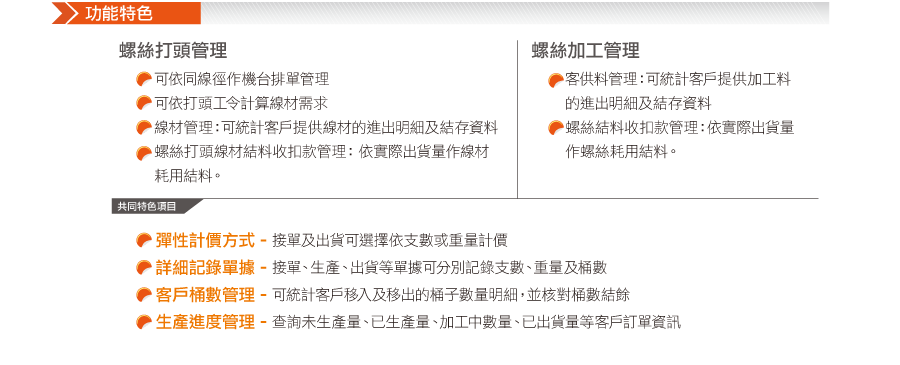 功能特色
螺絲打頭管理
可依同線徑作機台排單管理
可依打頭工令計算線材需求
線材管理：可統計客戶提供線材的進出明細及結存資料
螺絲打頭線材結料收扣款管理： 依實際出貨量作線材
耗用結料。
螺絲加工管理
客供料管理：可統計客戶提供加工料
的進出明細及結存資料
螺絲結料收扣款管理：依實際出貨量
作螺絲耗用結料。
共同特色項目
彈性計價方式 - 接單及出貨可選擇依支數或重量計價
詳細記錄單據 - 接單、生產、出貨等單據可分別記錄支數、重量及桶數
客戶桶數管理 - 可統計客戶移入及移出的桶子數量明細，並核對桶數結餘
生產進度管理 - 查詢未生產量、已生產量、加工中數量、已出貨量等客戶訂單資訊